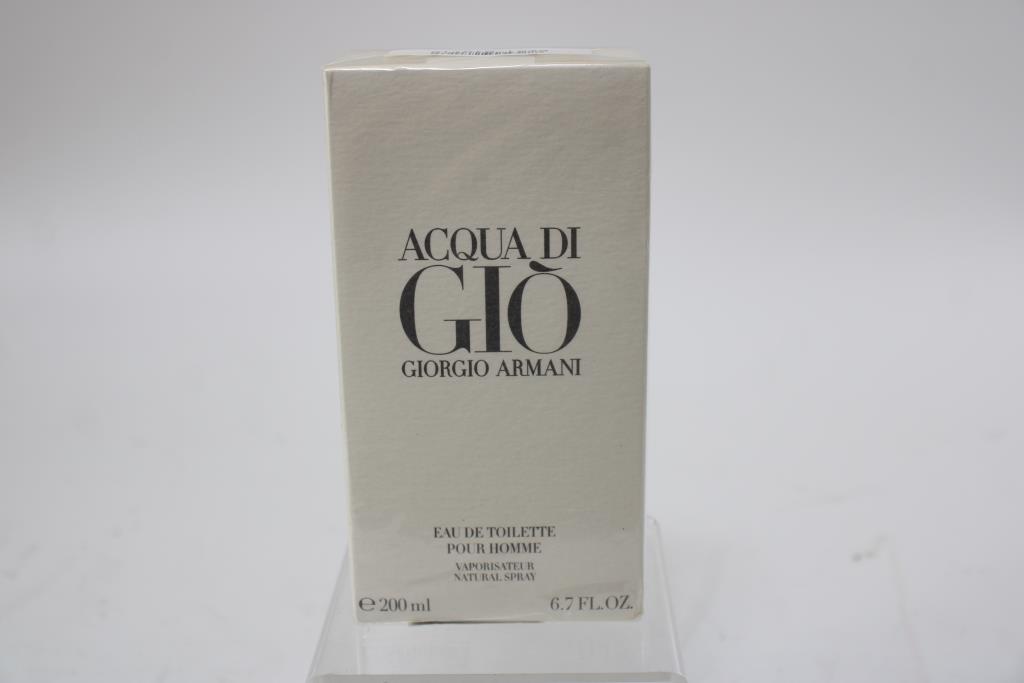 ACQUA DI
GIÒ
GIORGIO ARMANI
EAU DE TOILETTE
POUR HOMME
VAPORISATEUR
NATURAL SPRAY
℮ 200 ml 6.7 FL.OZ.